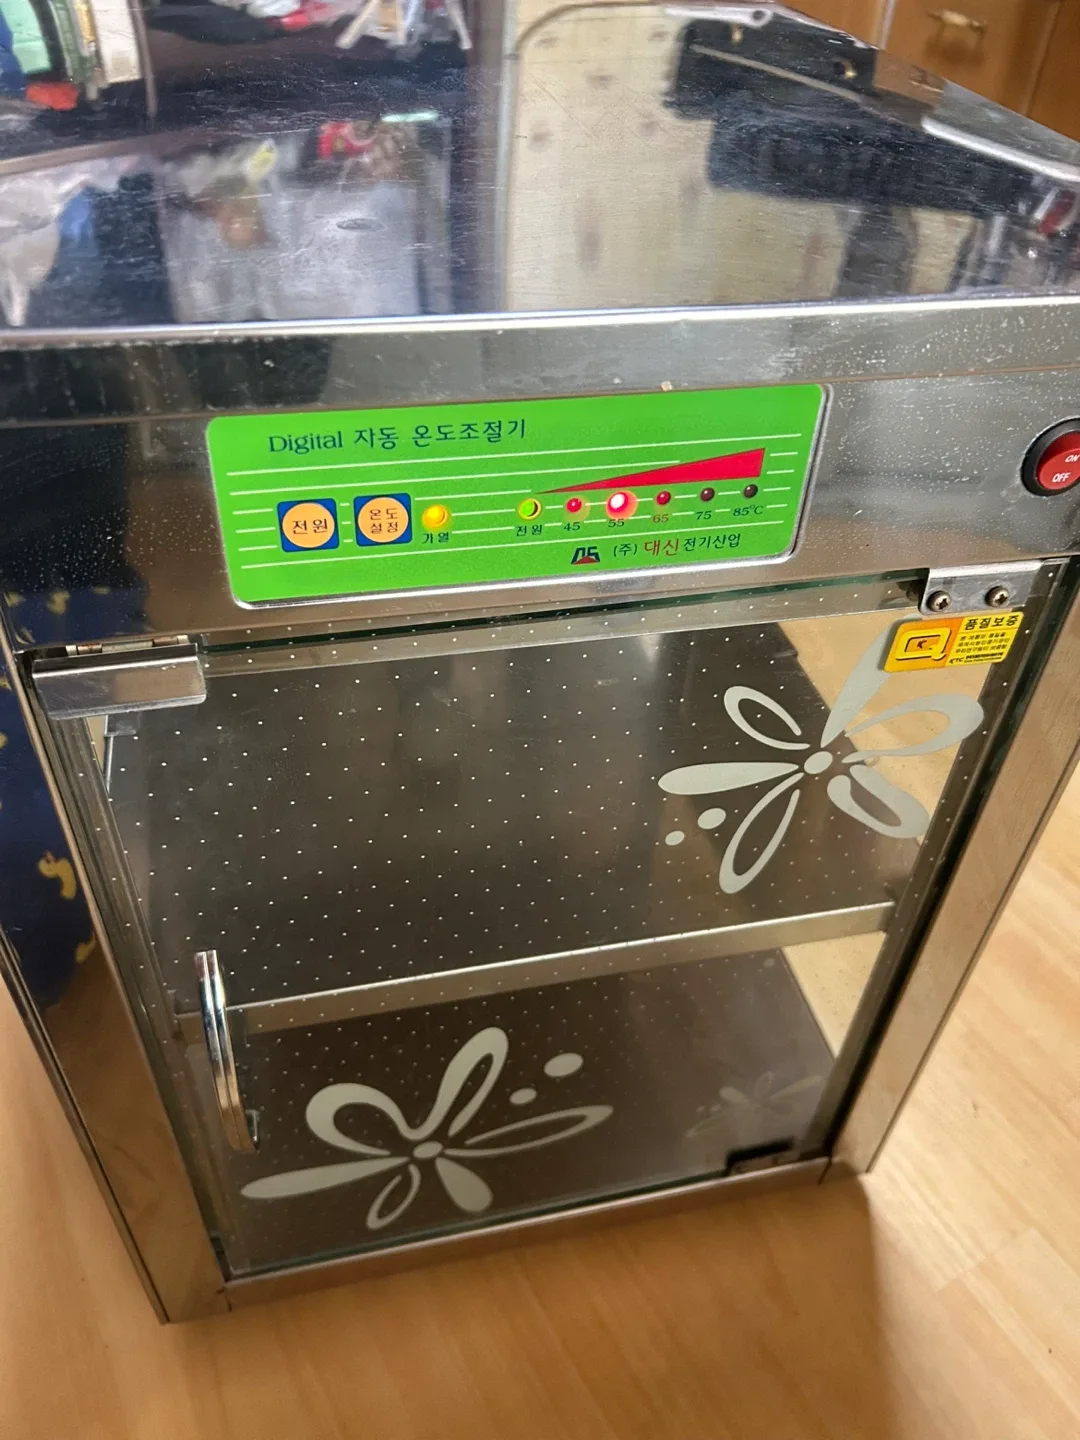 Digital 자동 온도조절기
전원
온도
설정
가열
전원 45 55 65 75 85°C
(주) 대신전기산업
ON
OFF
품질보증